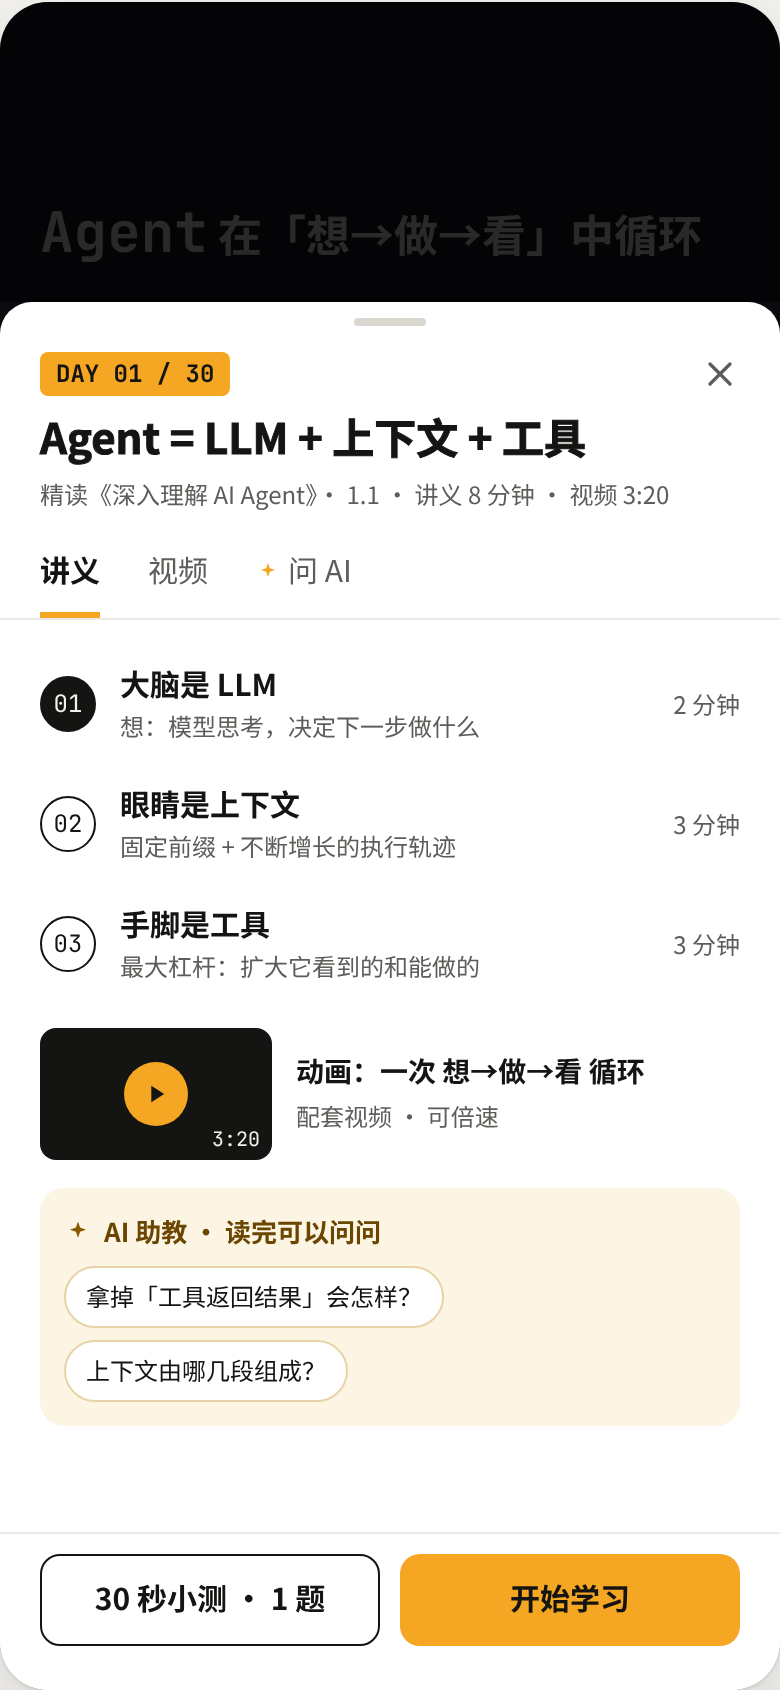 Agent 在「想→做→看」中循环
DAY 01 / 30
Agent = LLM + 上下文 + 工具
精读《深入理解 AI Agent》· 1.1 · 讲义 8 分钟 · 视频 3:20
讲义 视频 问 AI
01 大脑是 LLM 2 分钟
想：模型思考，决定下一步做什么
02 眼睛是上下文 3 分钟
固定前缀 + 不断增长的执行轨迹
03 手脚是工具 3 分钟
最大杠杆：扩大它看到的和能做的
动画：一次 想→做→看 循环
配套视频 · 可倍速
3:20
AI 助教 · 读完可以问问
拿掉「工具返回结果」会怎样？
上下文由哪几段组成？
30 秒小测 · 1 题 开始学习